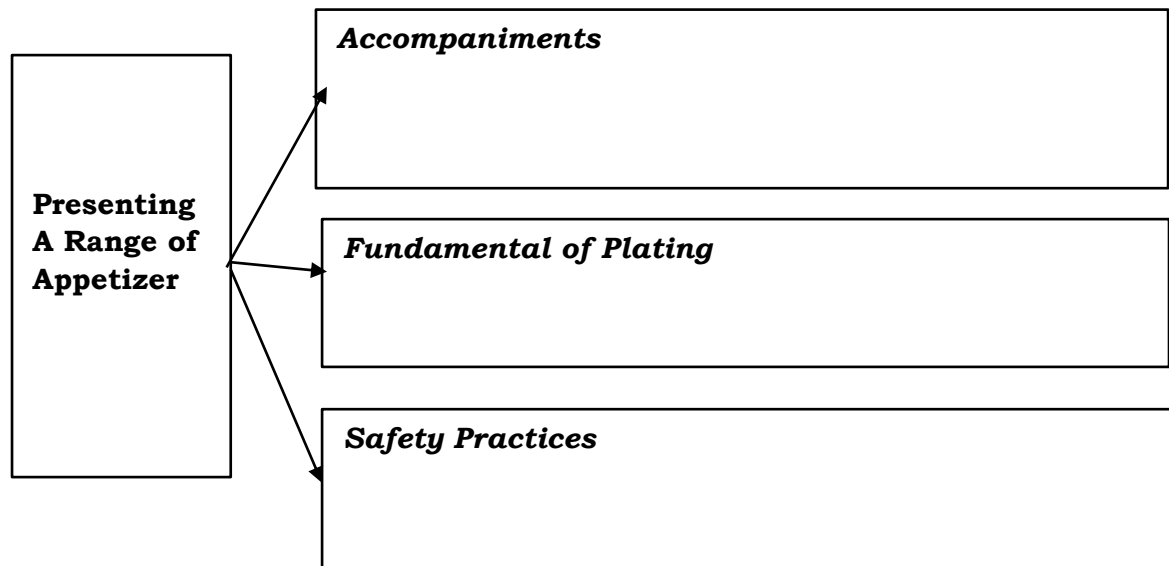 Accompaniments
Presenting
A Range of
Appetizer
Fundamental of Plating
Safety Practices